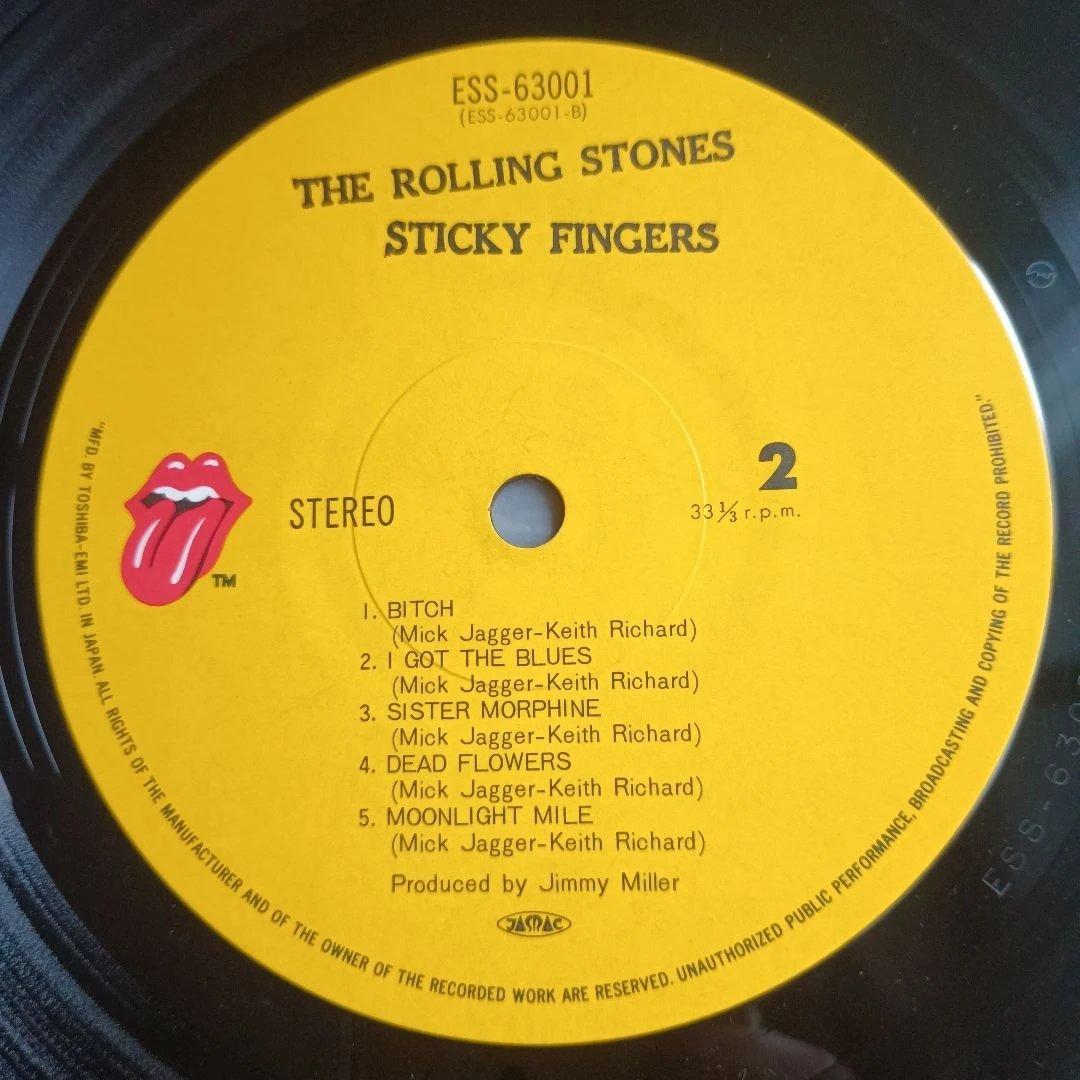 ESS-63001
(ESS-63001-B)
THE ROLLING STONES
STICKY FINGERS
STEREO
2
33⅓ r.p.m.
TM
1. BITCH
(Mick Jagger-Keith Richard)
2. I GOT THE BLUES
(Mick Jagger-Keith Richard)
3. SISTER MORPHINE
(Mick Jagger-Keith Richard)
4. DEAD FLOWERS
(Mick Jagger-Keith Richard)
5. MOONLIGHT MILE
(Mick Jagger-Keith Richard)
Produced by Jimmy Miller
JASRAC
"MFD. BY TOSHIBA-EMI LTD. IN JAPAN. ALL RIGHTS OF THE MANUFACTURER AND OF THE OWNER OF THE RECORDED WORK ARE RESERVED. UNAUTHORIZED PUBLIC PERFORMANCE, BROADCASTING AND COPYING OF THE RECORD PROHIBITED."